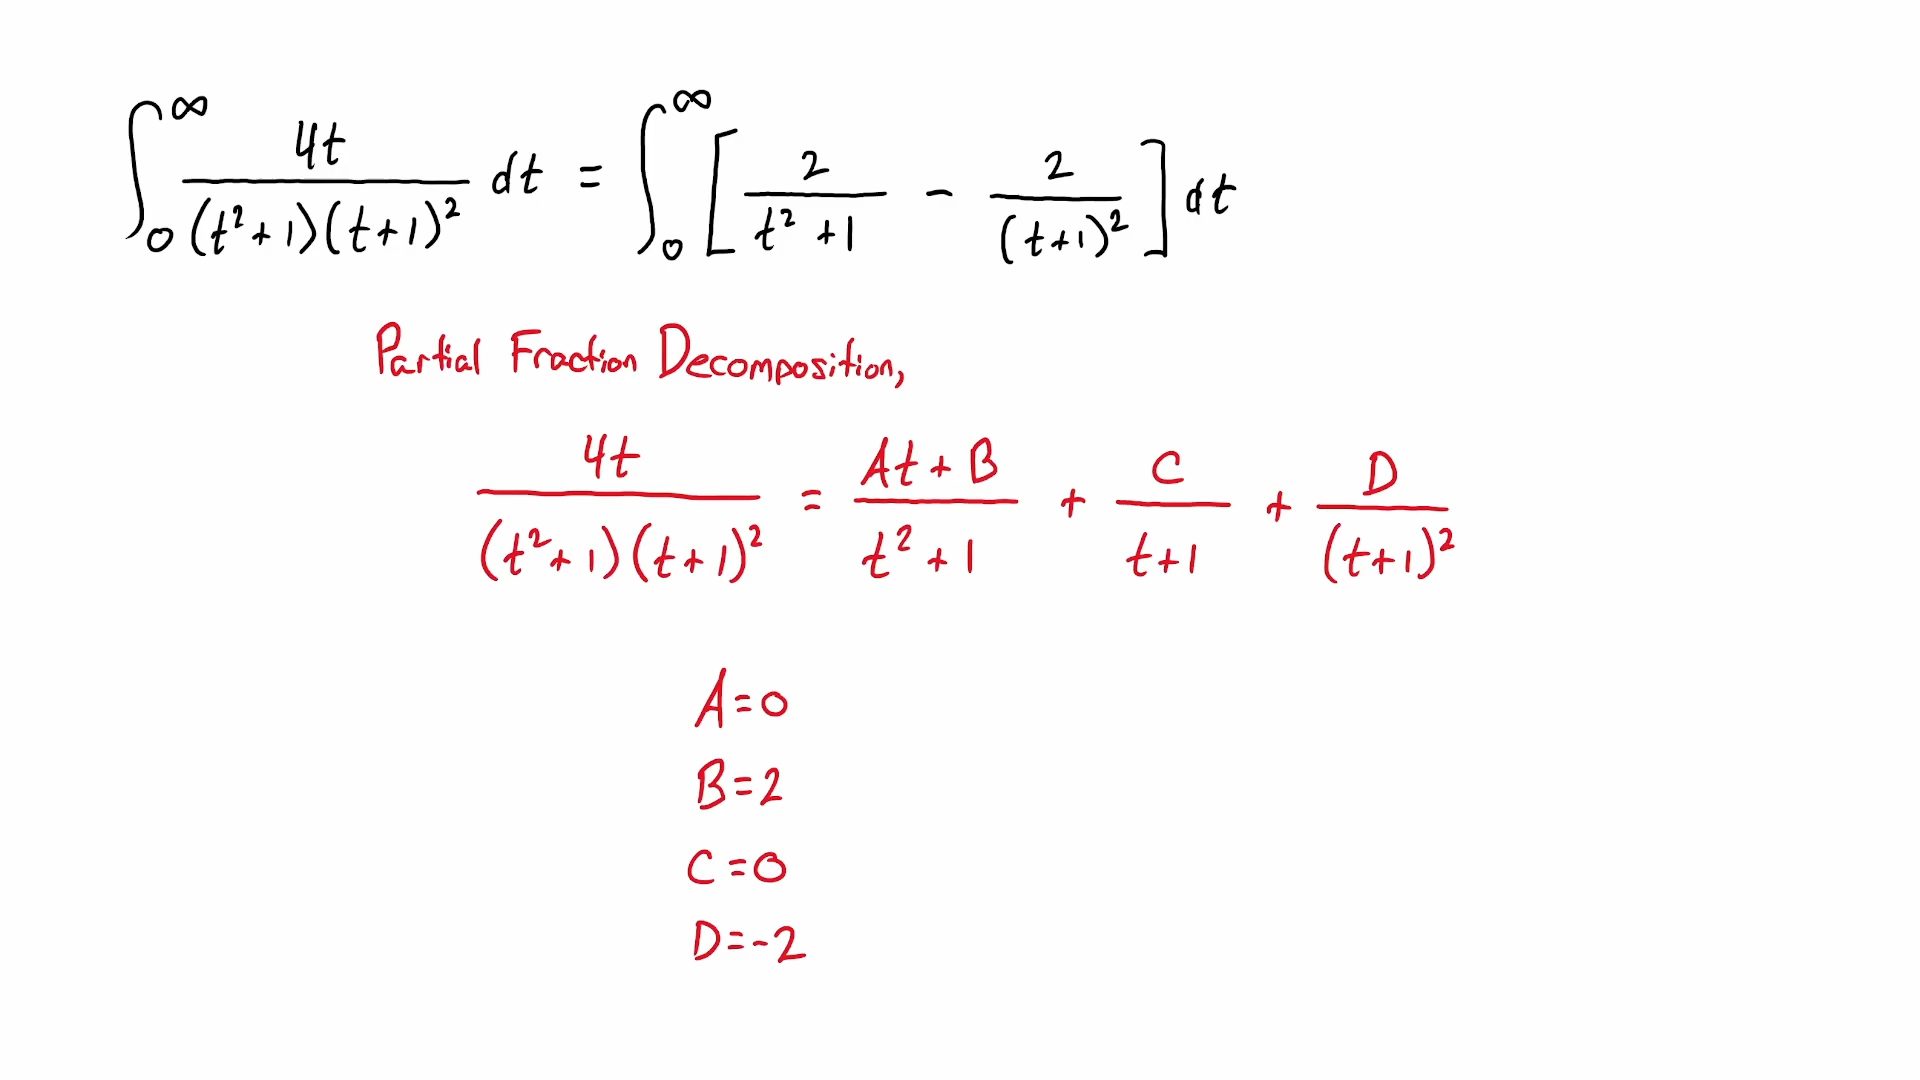 ∫₀^∞ 4t / (t²+1)(t+1)² dt = ∫₀^∞ [ 2 / t²+1 - 2 / (t+1)² ] dt
Partial Fraction Decomposition,
4t / (t²+1)(t+1)² = At+B / t²+1 + C / t+1 + D / (t+1)²
A=0
B=2
C=0
D=-2